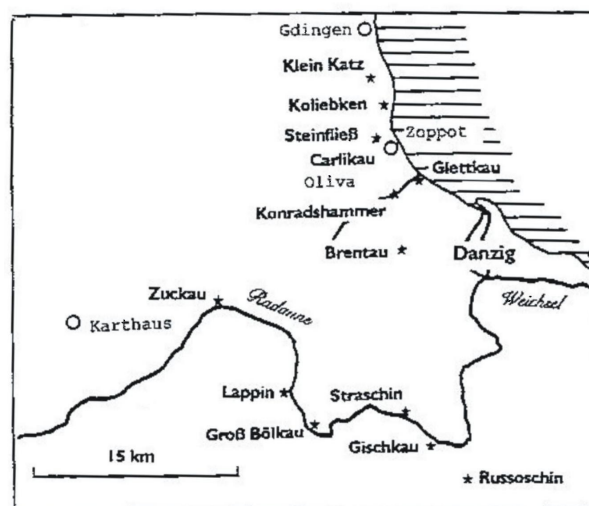 Gdingen
Klein Katz
Koliebken
Steinfließ
Zoppot
Carlikau
Glettkau
Oliva
Konradshammer
Brentau
Danzig
Zuckau
Radaune
Weichsel
Karthaus
Lappin
Straschin
Groß Bölkau
Gischkau
15 km
Russoschin